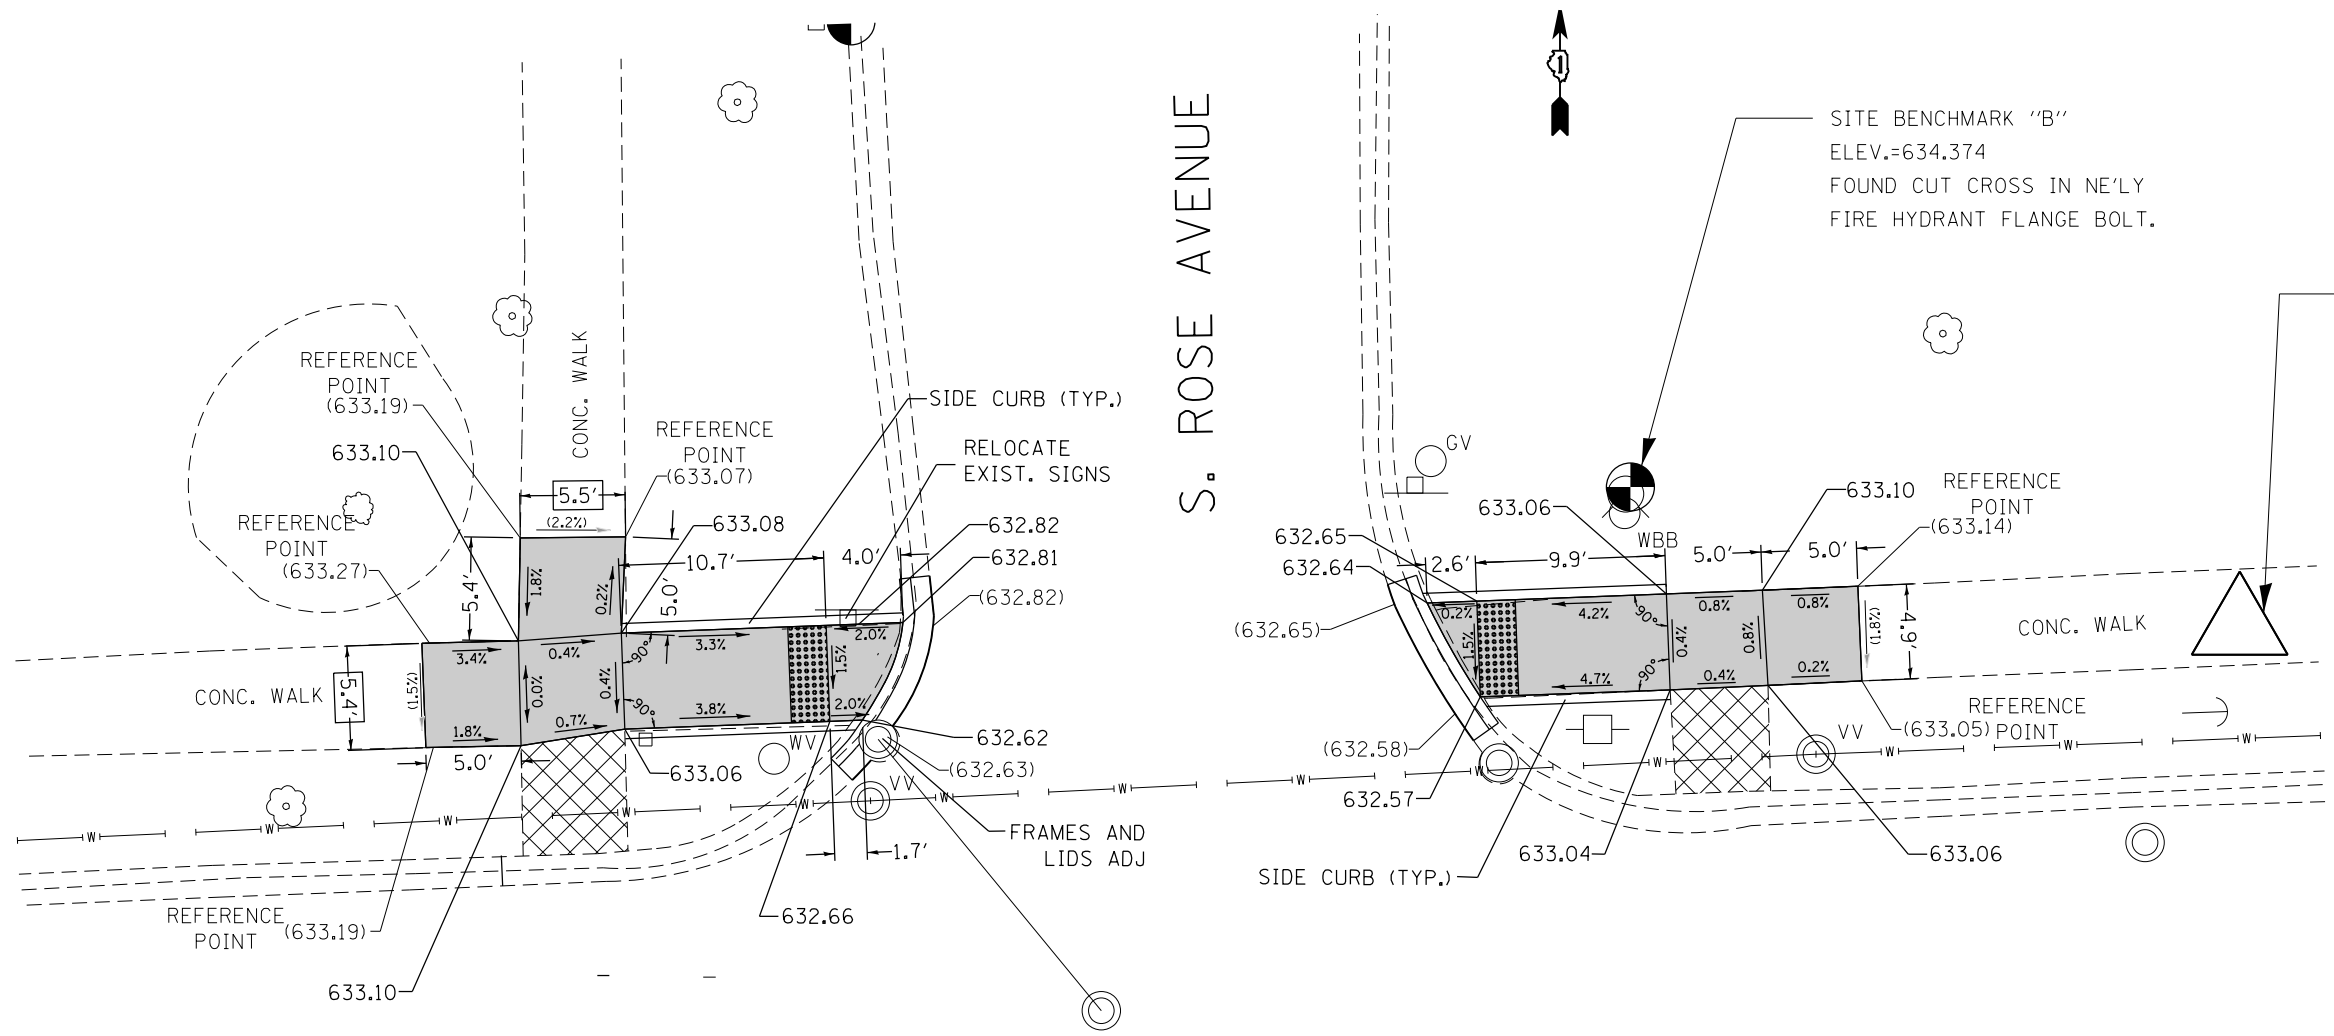 S. ROSE AVENUE
SITE BENCHMARK "B"
ELEV.=634.374
FOUND CUT CROSS IN NE'LY
FIRE HYDRANT FLANGE BOLT.
REFERENCE
POINT
(633.19)
633.10
CONC. WALK
REFERENCE
POINT
(633.07)
5.5'
(2.2%)
REFERENCE
POINT
(633.27)
633.08
SIDE CURB (TYP.)
RELOCATE
EXIST. SIGNS
632.82
632.81
(632.82)
10.7'
4.0'
5.4'
1.8%
0.2%
5.0'
3.4%
0.4%
90°
3.3%
2.0%
1.5%
CONC. WALK
5.4'
(1.5%)
0.0%
0.4%
90°
3.8%
2.0%
1.8%
0.7%
5.0'
633.06
WV
VV
632.62
(632.63)
FRAMES AND
LIDS ADJ
1.7'
632.66
REFERENCE
POINT
(633.19)
633.10
W
W
W
W
W
W
W
W
W
W
W
W
W
GV
WBB
633.06
633.10
REFERENCE
POINT
(633.14)
632.65
632.64
2.6'
9.9'
5.0'
5.0'
(632.65)
0.2%
4.2%
90°
0.8%
0.8%
1.5%
0.4%
0.8%
(1.8%)
4.9'
4.7%
90°
0.4%
0.2%
CONC. WALK
REFERENCE
POINT
(633.05)
VV
(632.58)
632.57
633.04
633.06
SIDE CURB (TYP.)